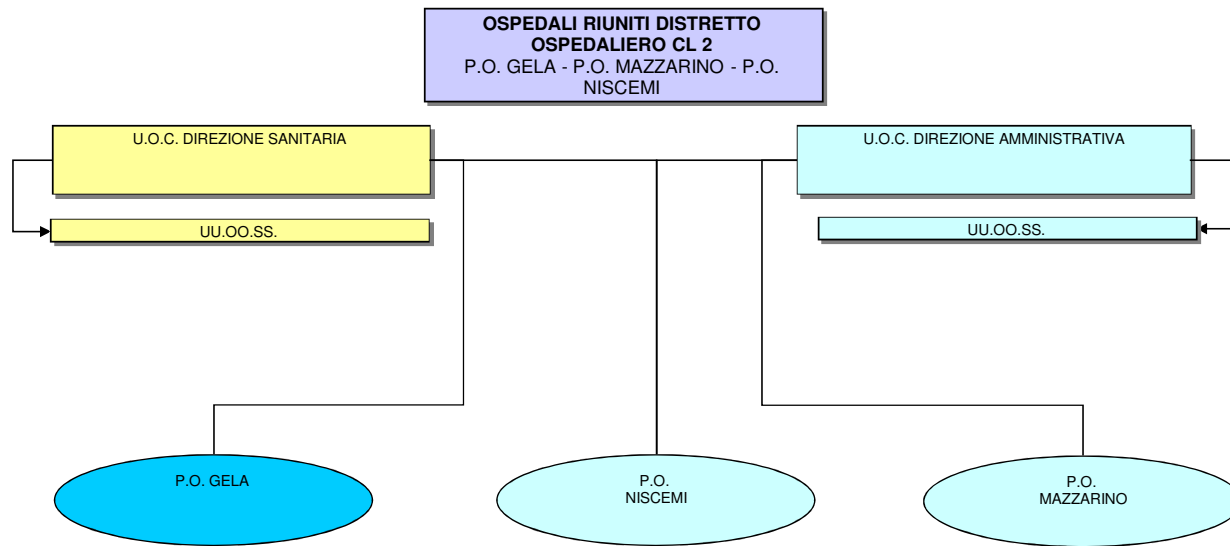 OSPEDALI RIUNITI DISTRETTO
OSPEDALIERO CL 2
P.O. GELA - P.O. MAZZARINO - P.O.
NISCEMI
U.O.C. DIREZIONE SANITARIA
U.O.C. DIREZIONE AMMINISTRATIVA
UU.OO.SS.
UU.OO.SS.
P.O. GELA
P.O.
NISCEMI
P.O.
MAZZARINO